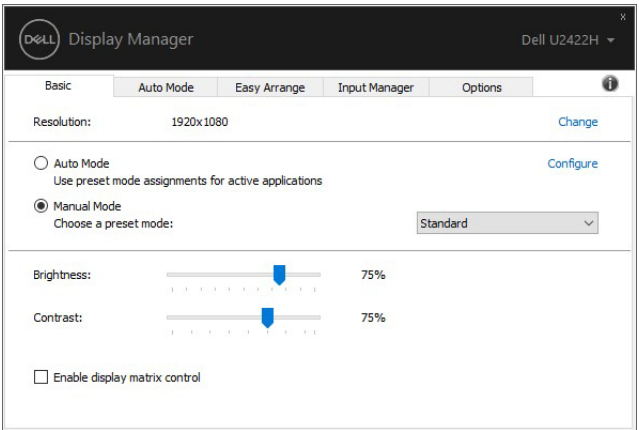 x
DELL Display Manager
Dell U2422H
Basic Auto Mode Easy Arrange Input Manager Options i
Resolution: 1920x1080 Change
Auto Mode Configure
Use preset mode assignments for active applications
Manual Mode
Choose a preset mode: Standard
Brightness: 75%
Contrast: 75%
Enable display matrix control